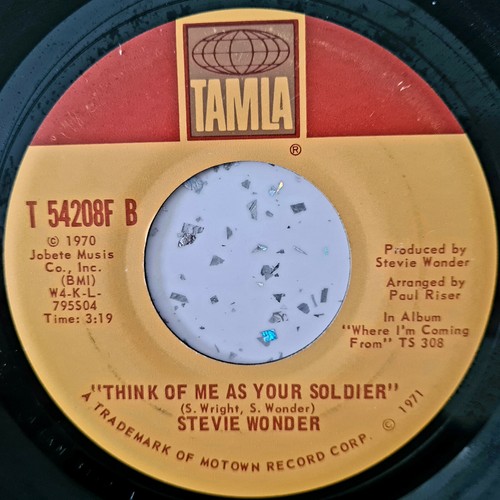 TAMLA
®
T 54208F B
© 1970
Jobete Musis
Co., Inc.
(BMI)
W4-K-L-
795S04
Time: 3:19
Produced by
Stevie Wonder
Arranged by
Paul Riser
In Album
"Where I'm Coming
From" TS 308
"THINK OF ME AS YOUR SOLDIER"
(S. Wright, S. Wonder)
STEVIE WONDER
A TRADEMARK OF MOTOWN RECORD CORP. © 1971